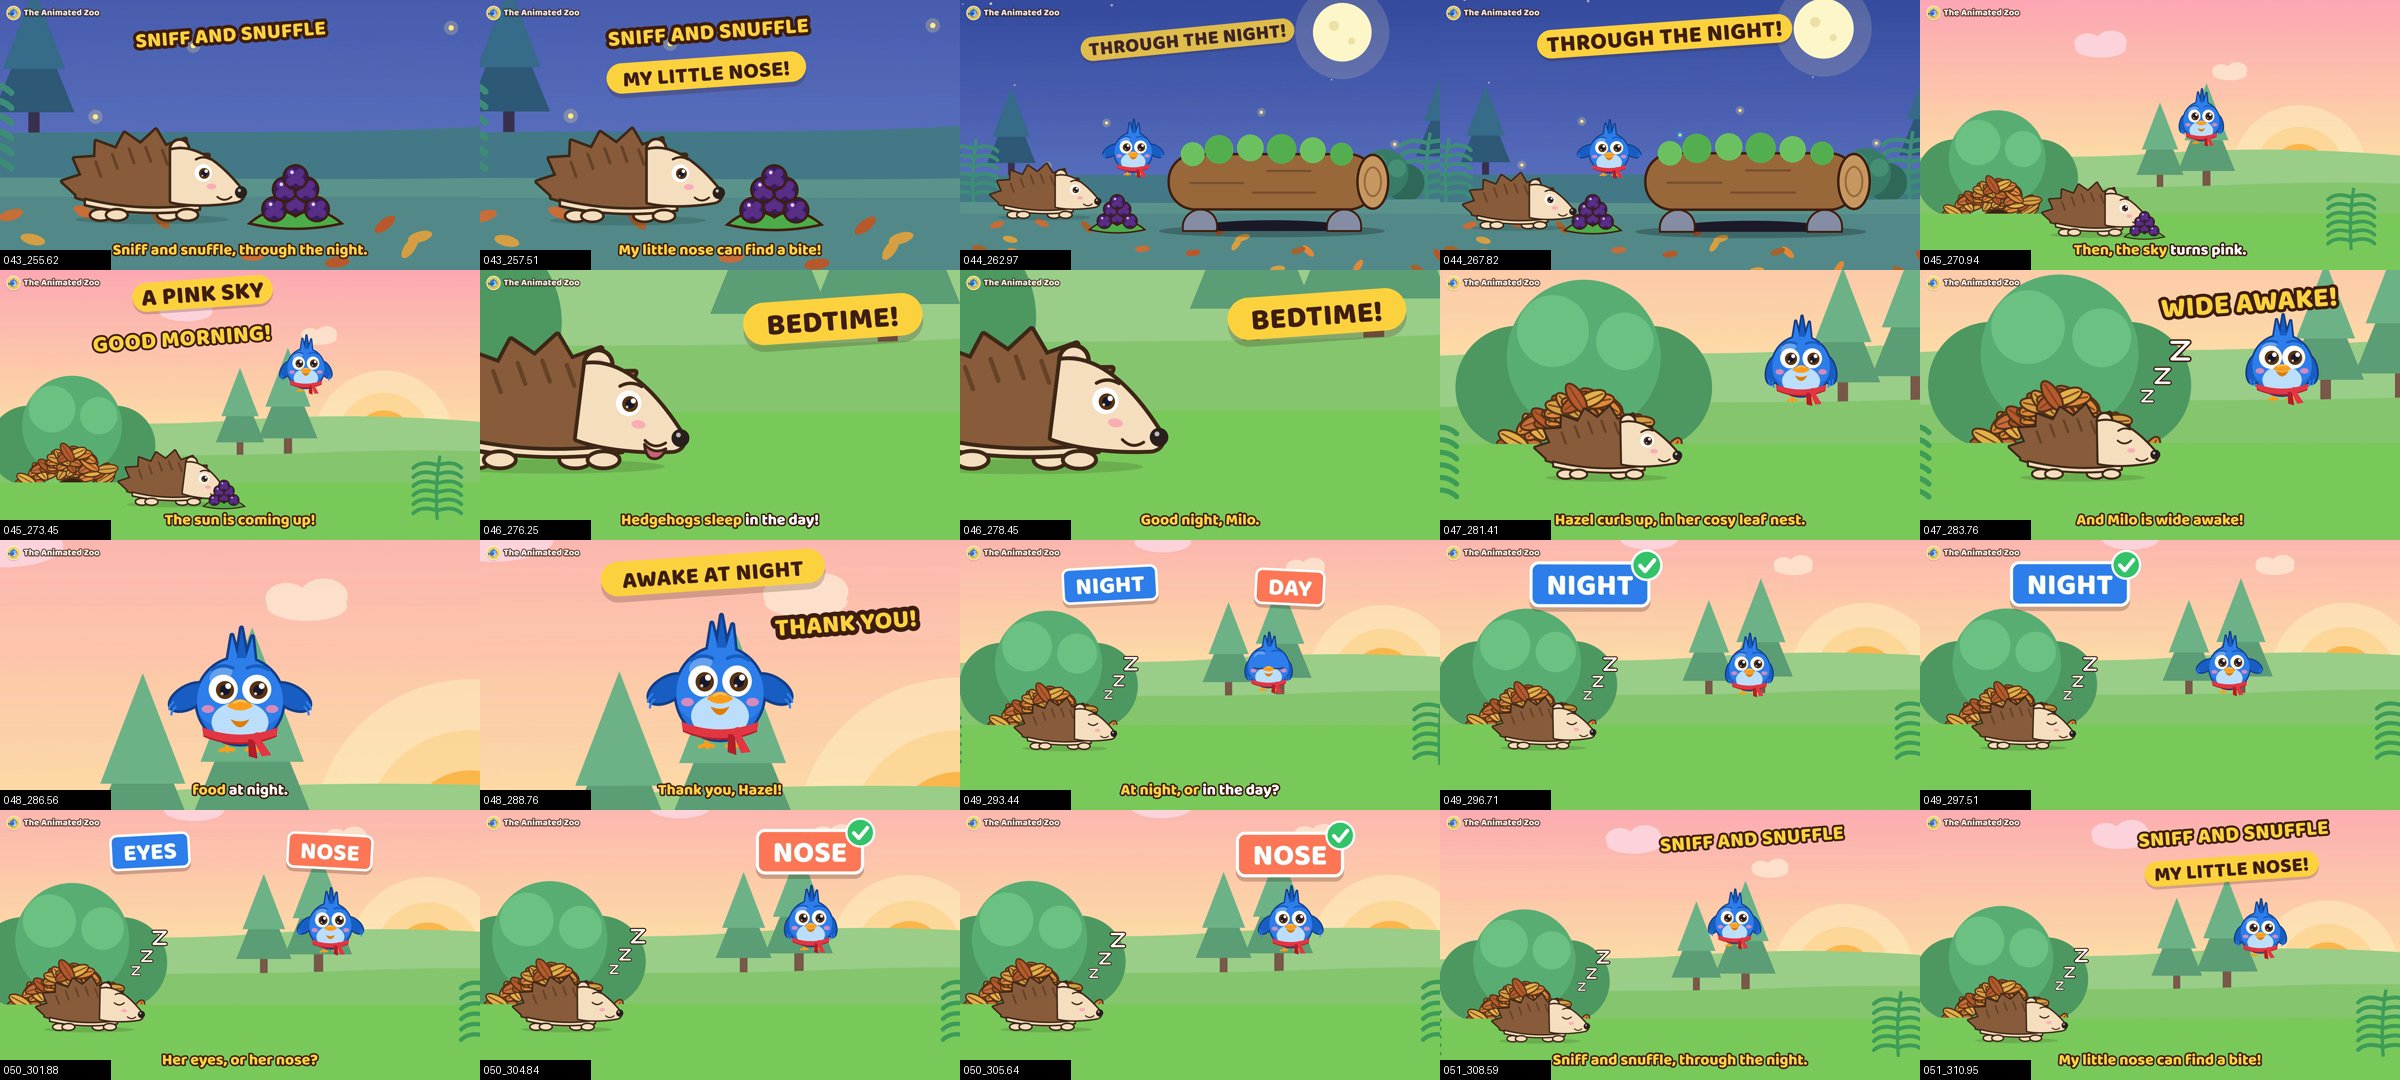 The Animated Zoo
SNIFF AND SNUFFLE
Sniff and snuffle, through the night.
043_255.62
The Animated Zoo
SNIFF AND SNUFFLE
MY LITTLE NOSE!
My little nose can find a bite!
043_257.51
The Animated Zoo
THROUGH THE NIGHT!
044_262.97
The Animated Zoo
THROUGH THE NIGHT!
044_267.82
The Animated Zoo
Then, the sky turns pink.
045_270.94
The Animated Zoo
A PINK SKY
GOOD MORNING!
The sun is coming up!
045_273.45
The Animated Zoo
BEDTIME!
Hedgehogs sleep in the day!
046_276.25
The Animated Zoo
BEDTIME!
Good night, Milo.
046_278.45
The Animated Zoo
Hazel curls up, in her cosy leaf nest.
047_281.41
The Animated Zoo
WIDE AWAKE!
Z
Z
Z
And Milo is wide awake!
047_283.76
The Animated Zoo
food at night.
048_286.56
The Animated Zoo
AWAKE AT NIGHT
THANK YOU!
Thank you, Hazel!
048_288.76
The Animated Zoo
NIGHT
DAY
Z
Z
Z
At night, or in the day?
049_293.44
The Animated Zoo
NIGHT
Z
Z
Z
049_296.71
The Animated Zoo
NIGHT
Z
Z
Z
049_297.51
The Animated Zoo
EYES
NOSE
Z
Z
Z
Her eyes, or her nose?
050_301.88
The Animated Zoo
NOSE
Z
Z
Z
050_304.84
The Animated Zoo
NOSE
Z
Z
Z
050_305.64
The Animated Zoo
SNIFF AND SNUFFLE
Z
Z
Z
Sniff and snuffle, through the night.
051_308.59
The Animated Zoo
SNIFF AND SNUFFLE
MY LITTLE NOSE!
Z
Z
Z
My little nose can find a bite!
051_310.95